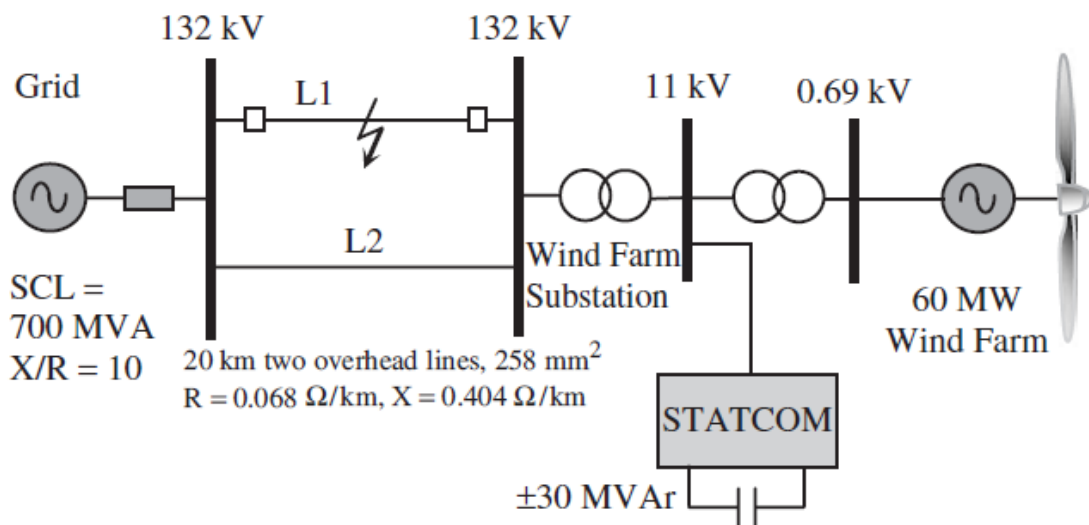 132 kV
132 kV
Grid
L1
11 kV
0.69 kV
L2
Wind Farm
Substation
SCL =
700 MVA
X/R = 10
60 MW
Wind Farm
20 km two overhead lines, 258 mm²
R = 0.068 Ω/km, X = 0.404 Ω/km
STATCOM
±30 MVAr